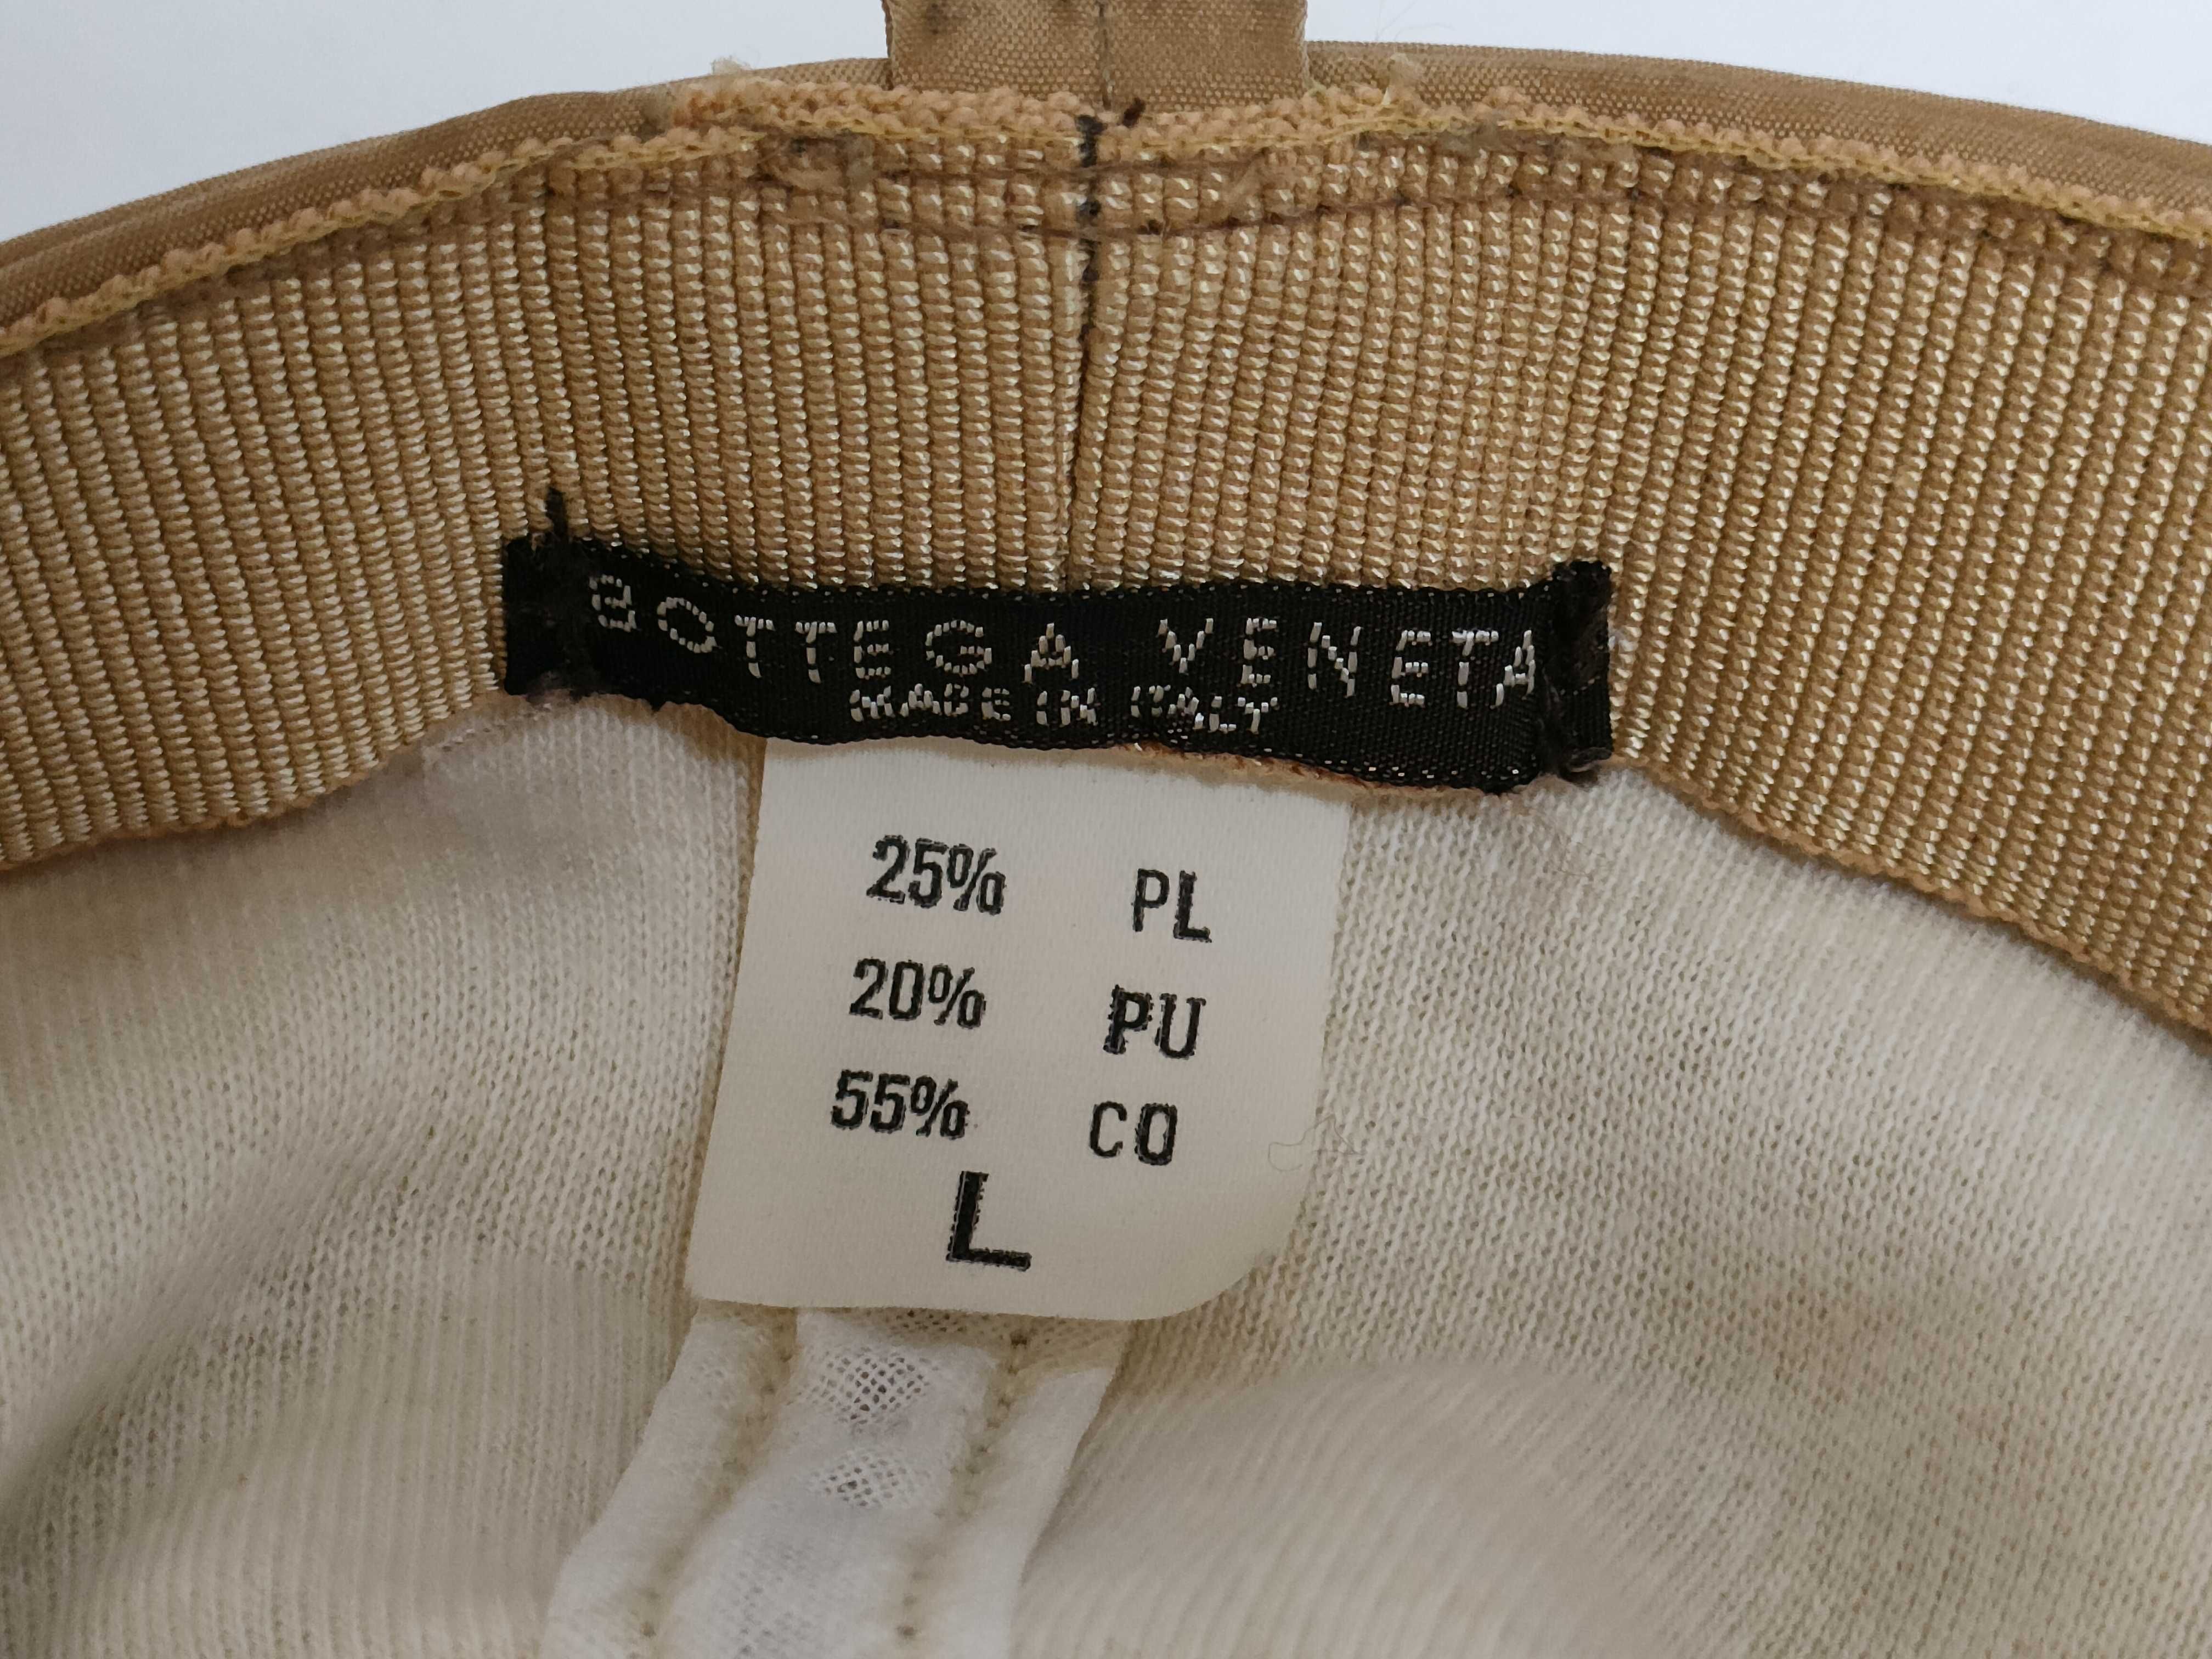 BOTTEGA VENETA
MADE IN ITALY
25% PL
20% PU
55% CO
L